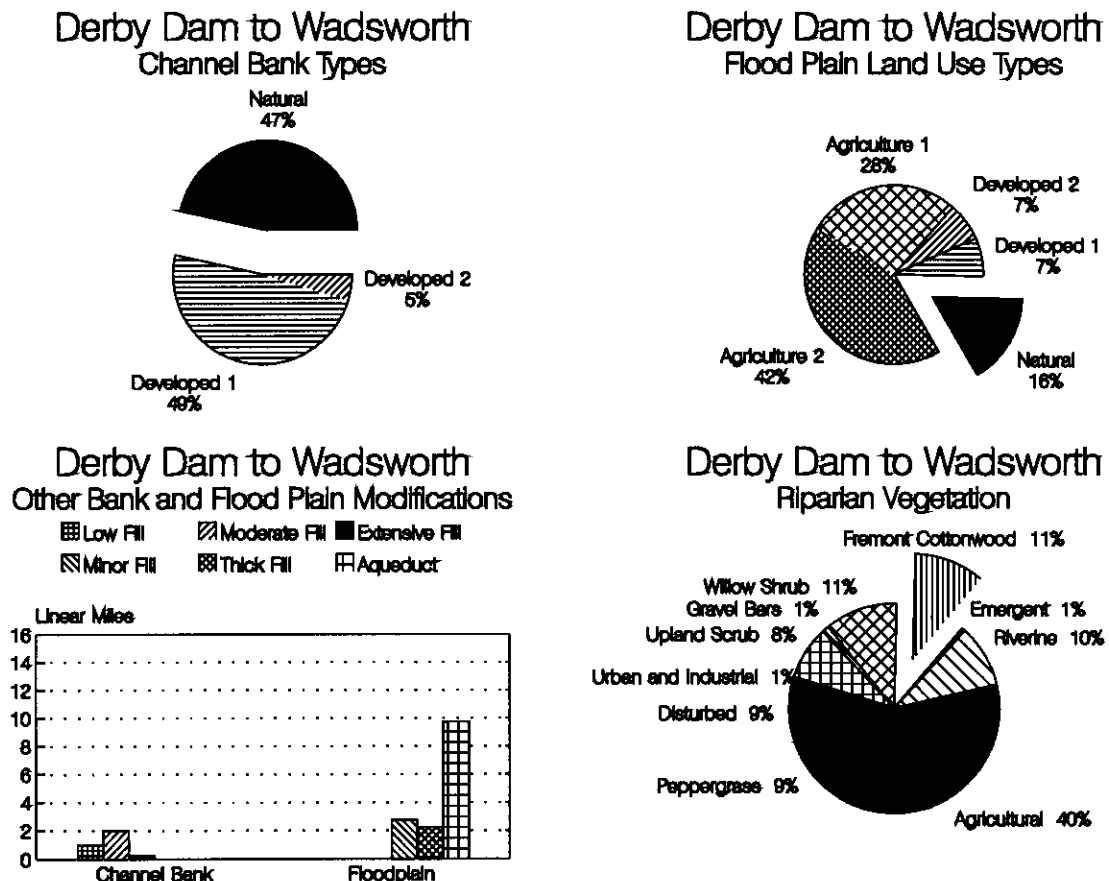 Derby Dam to Wadsworth
Channel Bank Types
Natural
47%
Developed 2
5%
Developed 1
49%
Derby Dam to Wadsworth
Flood Plain Land Use Types
Agriculture 1
28%
Developed 2
7%
Developed 1
7%
Agriculture 2
42%
Natural
16%
Derby Dam to Wadsworth
Other Bank and Flood Plain Modifications
Low Fill Moderate Fill Extensive Fill
Minor Fill Thick Fill Aqueduct
Linear Miles
16
14
12
10
8
6
4
2
0
Channel Bank Floodplain
Derby Dam to Wadsworth
Riparian Vegetation
Fremont Cottonwood 11%
Willow Shrub 11%
Gravel Bars 1%
Emergent 1%
Upland Scrub 8%
Riverine 10%
Urban and Industrial 1%
Disturbed 9%
Peppergrass 9%
Agricultural 40%